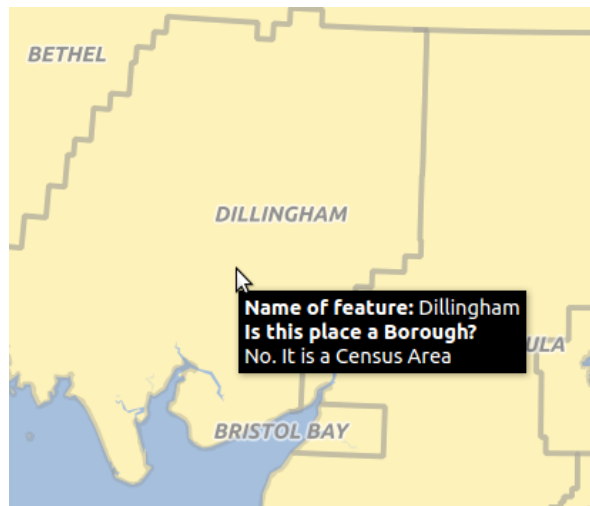 BETHEL
DILLINGHAM
Name of feature: Dillingham
Is this place a Borough?
No. It is a Census Area
ULA
BRISTOL BAY